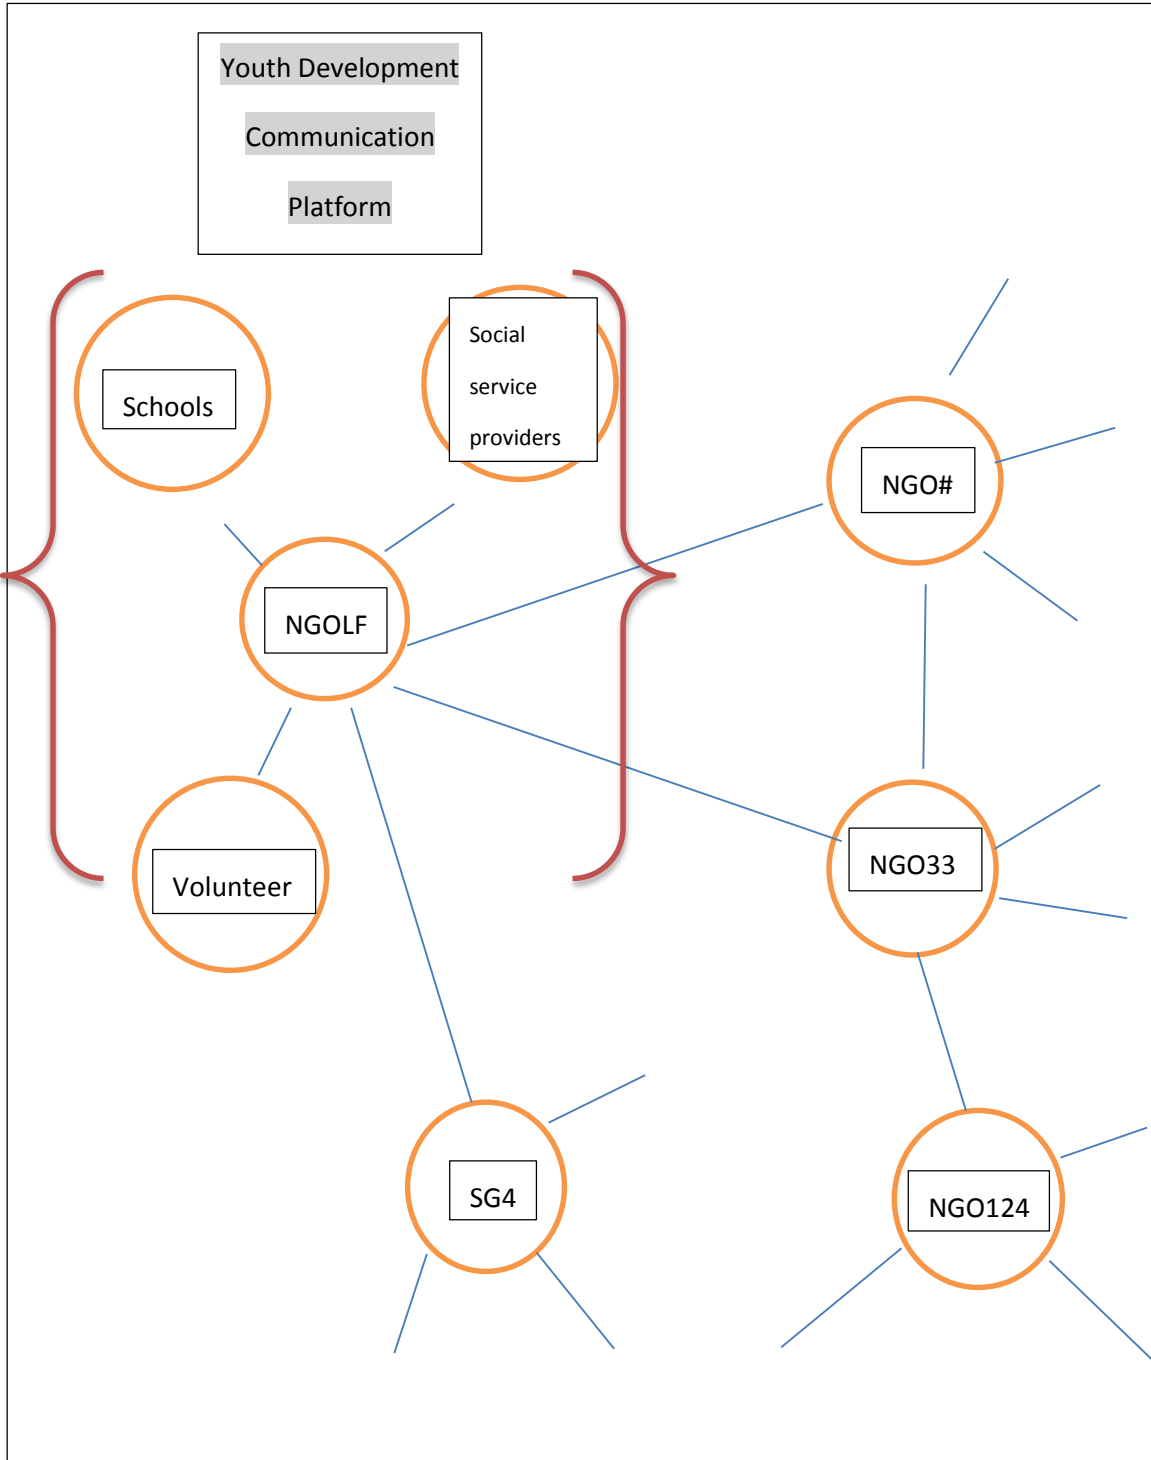 Youth Development
Communication
Platform
Schools
Social
service
providers
NGO#
NGOLF
NGO33
Volunteer
SG4
NGO124